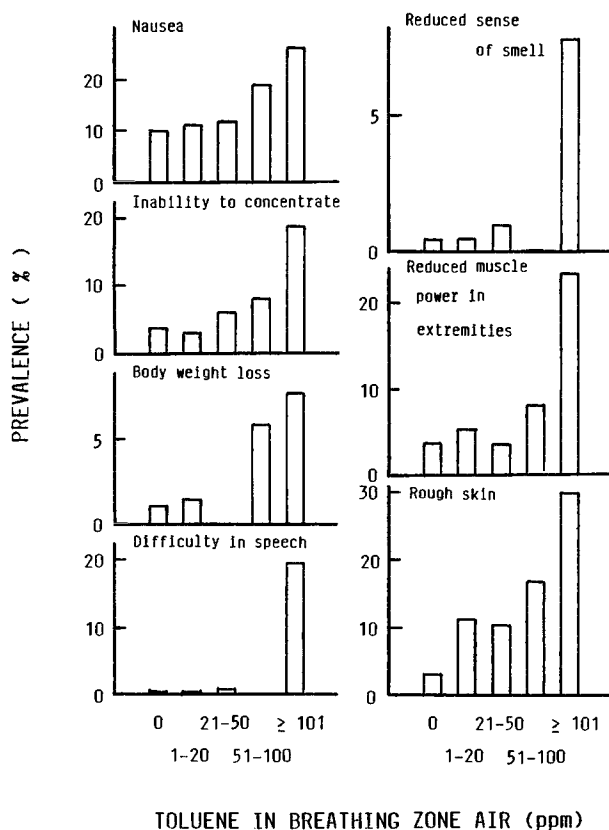 Nausea
20
10
0
Inability to concentrate
20
10
0
Body weight loss
5
0
Difficulty in speech
20
10
0
Reduced sense
of smell
5
0
Reduced muscle
power in
extremities
20
10
0
Rough skin
30
20
10
0
PREVALENCE ( % )
0 21-50 ≥ 101
1-20 51-100
0 21-50 ≥ 101
1-20 51-100
TOLUENE IN BREATHING ZONE AIR (ppm)